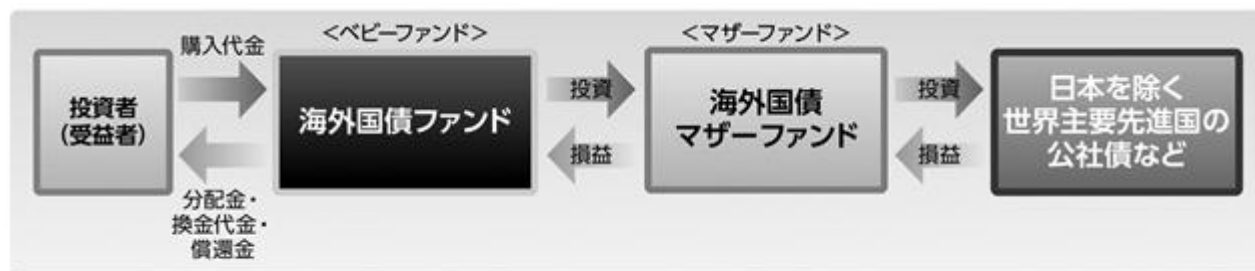 購入代金
<ベビーファンド>
<マザーファンド>
投資者
(受益者)
海外国債ファンド
投資
損益
海外国債
マザーファンド
投資
損益
日本を除く
世界主要先進国の
公社債など
分配金・
換金代金・
償還金